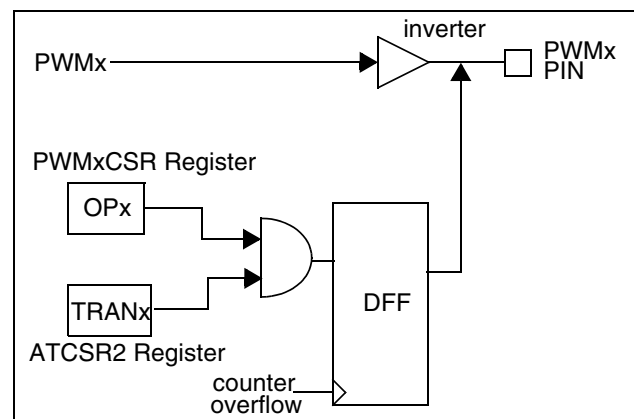 inverter
PWMx
PWMx
PIN
PWMxCSR Register
OPx
TRANx
DFF
ATCSR2 Register
counter
overflow